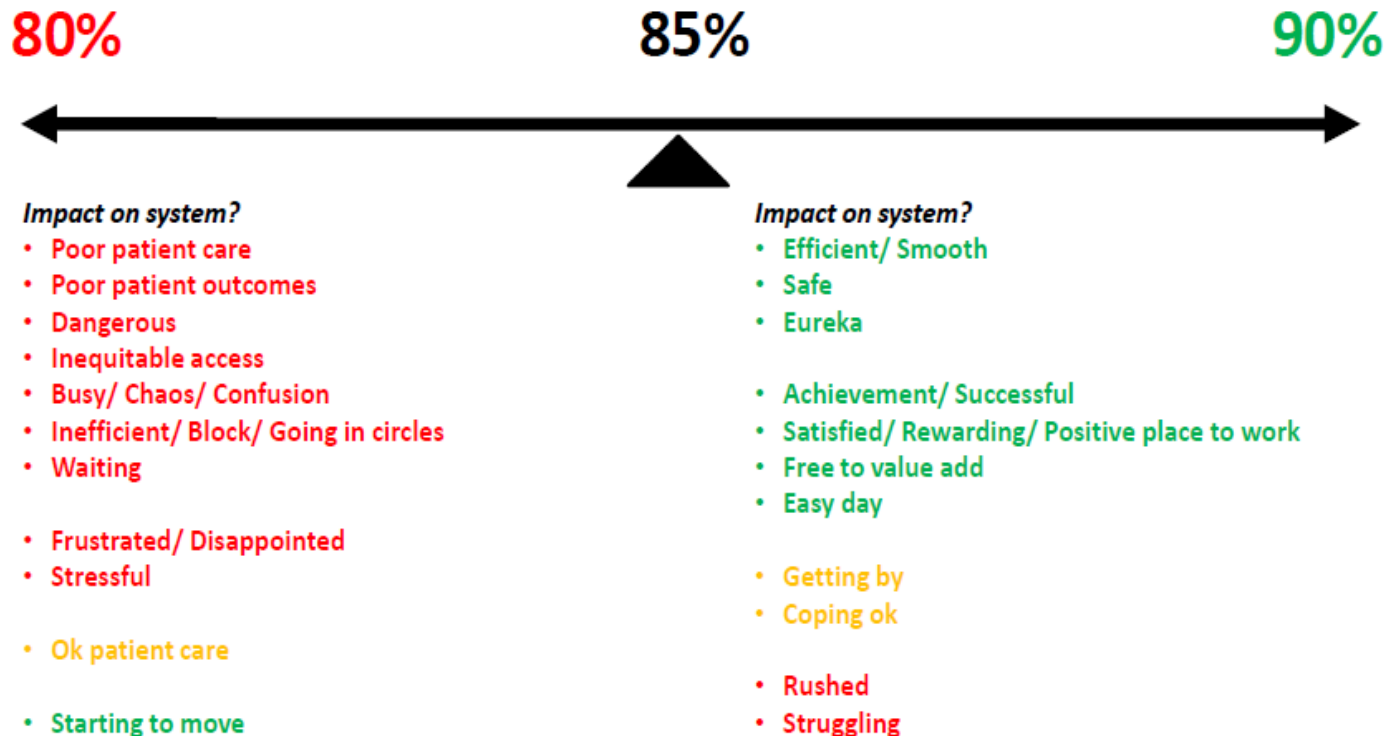 80%
85%
90%
Impact on system?
• Poor patient care
• Poor patient outcomes
• Dangerous
• Inequitable access
• Busy/ Chaos/ Confusion
• Inefficient/ Block/ Going in circles
• Waiting
• Frustrated/ Disappointed
• Stressful
• Ok patient care
• Starting to move
Impact on system?
• Efficient/ Smooth
• Safe
• Eureka
• Achievement/ Successful
• Satisfied/ Rewarding/ Positive place to work
• Free to value add
• Easy day
• Getting by
• Coping ok
• Rushed
• Struggling